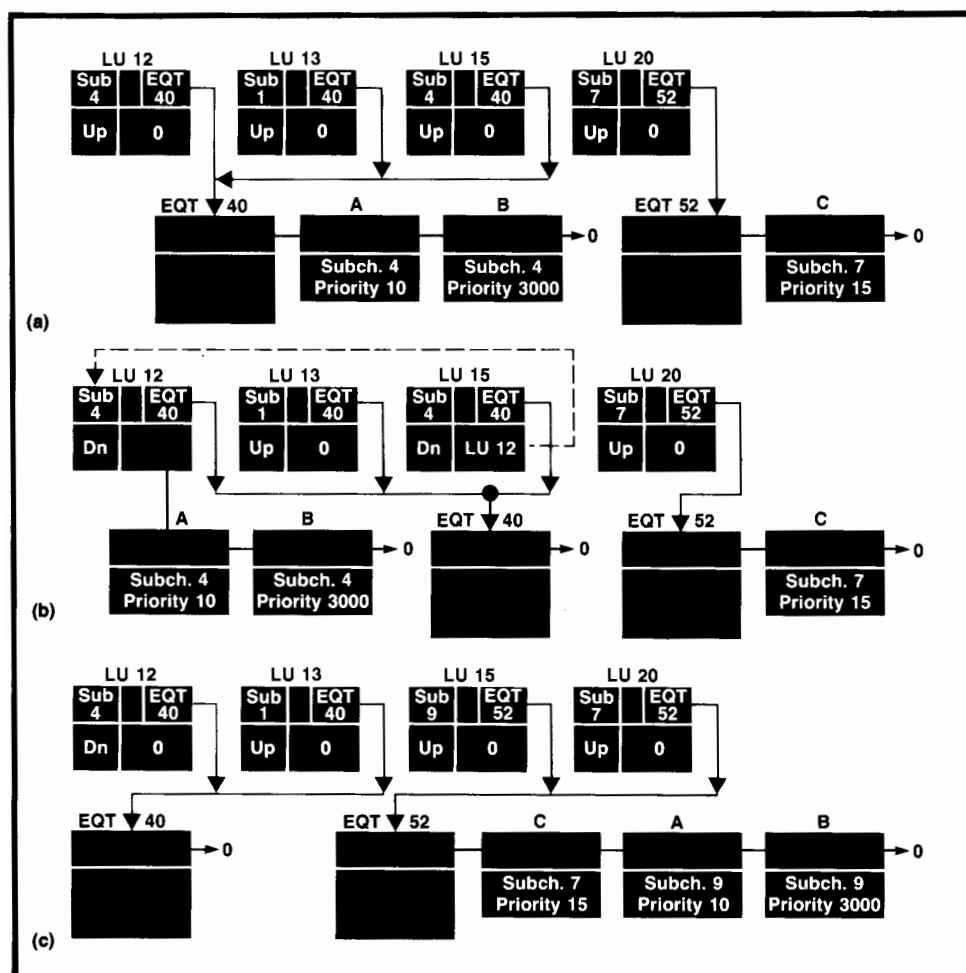 LU 12 LU 13 LU 15 LU 20
Sub EQT Sub EQT Sub EQT Sub EQT
4 40 1 40 4 40 7 52
Up 0 Up 0 Up 0 Up 0
A B C
EQT 40 EQT 52
0 0
Subch. 4 Subch. 4 Subch. 7
Priority 10 Priority 3000 Priority 15
(a)
LU 12 LU 13 LU 15 LU 20
Sub EQT Sub EQT Sub EQT Sub EQT
4 40 1 40 4 40 7 52
Dn Up 0 Dn LU 12 Up 0
A B EQT 40 EQT 52 C
0 0
Subch. 4 Subch. 4 Subch. 7
Priority 10 Priority 3000 Priority 15
(b)
LU 12 LU 13 LU 15 LU 20
Sub EQT Sub EQT Sub EQT Sub EQT
4 40 1 40 9 52 7 52
Dn 0 Up 0 Up 0 Up 0
EQT 40 EQT 52 C A B
0 0
Subch. 7 Subch. 9 Subch. 9
Priority 15 Priority 10 Priority 3000
(c)